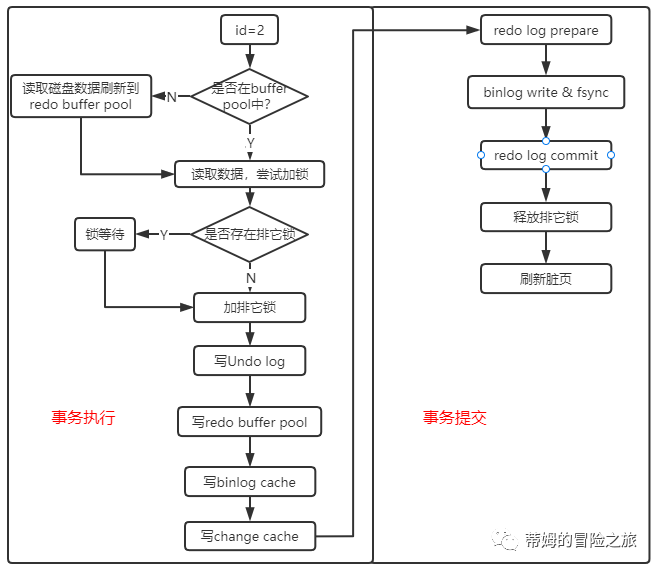 id=2
是否在buffer
pool中?
N
读取磁盘数据刷新到
redo buffer pool
Y
读取数据，尝试加锁
是否存在排它锁
Y
锁等待
N
加排它锁
写Undo log
写redo buffer pool
写binlog cache
写change cache
事务执行
redo log prepare
binlog write & fsync
redo log commit
释放排它锁
刷新脏页
事务提交
蒂姆的冒险之旅